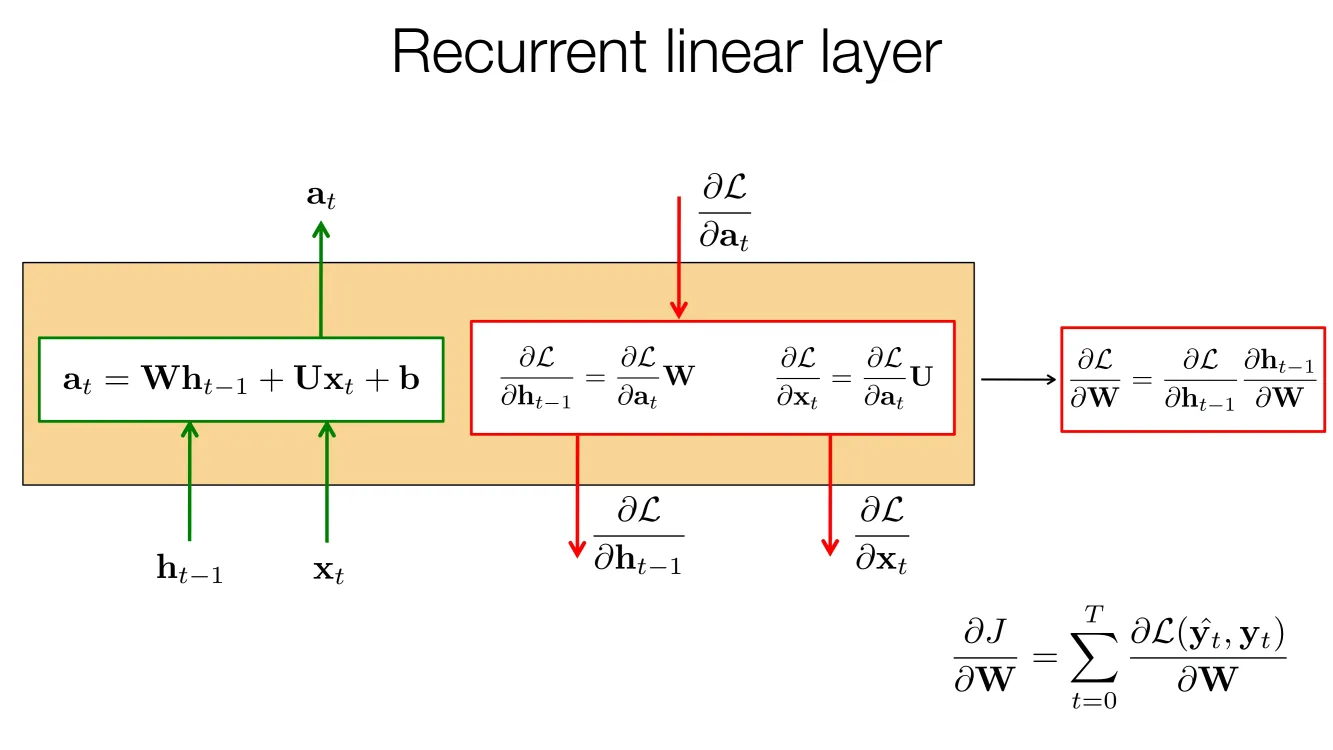 Recurrent linear layer
$\mathbf{a}_t$
$\frac{\partial \mathcal{L}}{\partial \mathbf{a}_t}$
$\mathbf{a}_t = \mathbf{W}\mathbf{h}_{t-1} + \mathbf{U}\mathbf{x}_t + \mathbf{b}$
$\frac{\partial \mathcal{L}}{\partial \mathbf{h}_{t-1}} = \frac{\partial \mathcal{L}}{\partial \mathbf{a}_t} \mathbf{W}$
$\frac{\partial \mathcal{L}}{\partial \mathbf{x}_t} = \frac{\partial \mathcal{L}}{\partial \mathbf{a}_t} \mathbf{U}$
$\frac{\partial \mathcal{L}}{\partial \mathbf{W}} = \frac{\partial \mathcal{L}}{\partial \mathbf{h}_{t-1}} \frac{\partial \mathbf{h}_{t-1}}{\partial \mathbf{W}}$
$\mathbf{h}_{t-1}$
$\mathbf{x}_t$
$\frac{\partial \mathcal{L}}{\partial \mathbf{h}_{t-1}}$
$\frac{\partial \mathcal{L}}{\partial \mathbf{x}_t}$
$\frac{\partial J}{\partial \mathbf{W}} = \sum_{t=0}^{T} \frac{\partial \mathcal{L}(\hat{\mathbf{y}}_t, \mathbf{y}_t)}{\partial \mathbf{W}}$